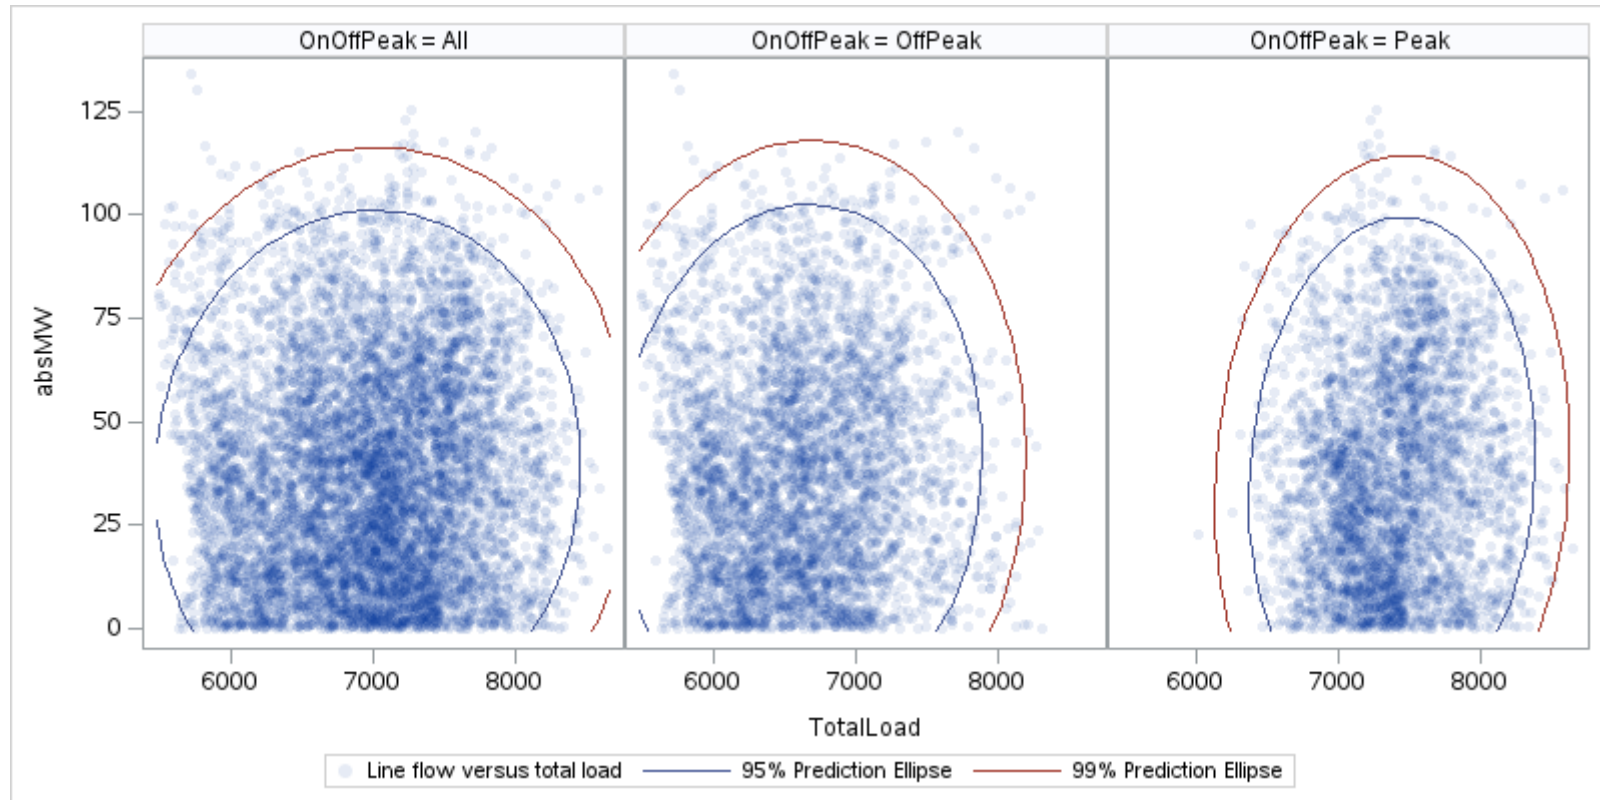 OnOffPeak = All
OnOffPeak = OffPeak
OnOffPeak = Peak
absMW
125
100
75
50
25
0
6000
7000
8000
6000
7000
8000
6000
7000
8000
TotalLoad
Line flow versus total load
95% Prediction Ellipse
99% Prediction Ellipse